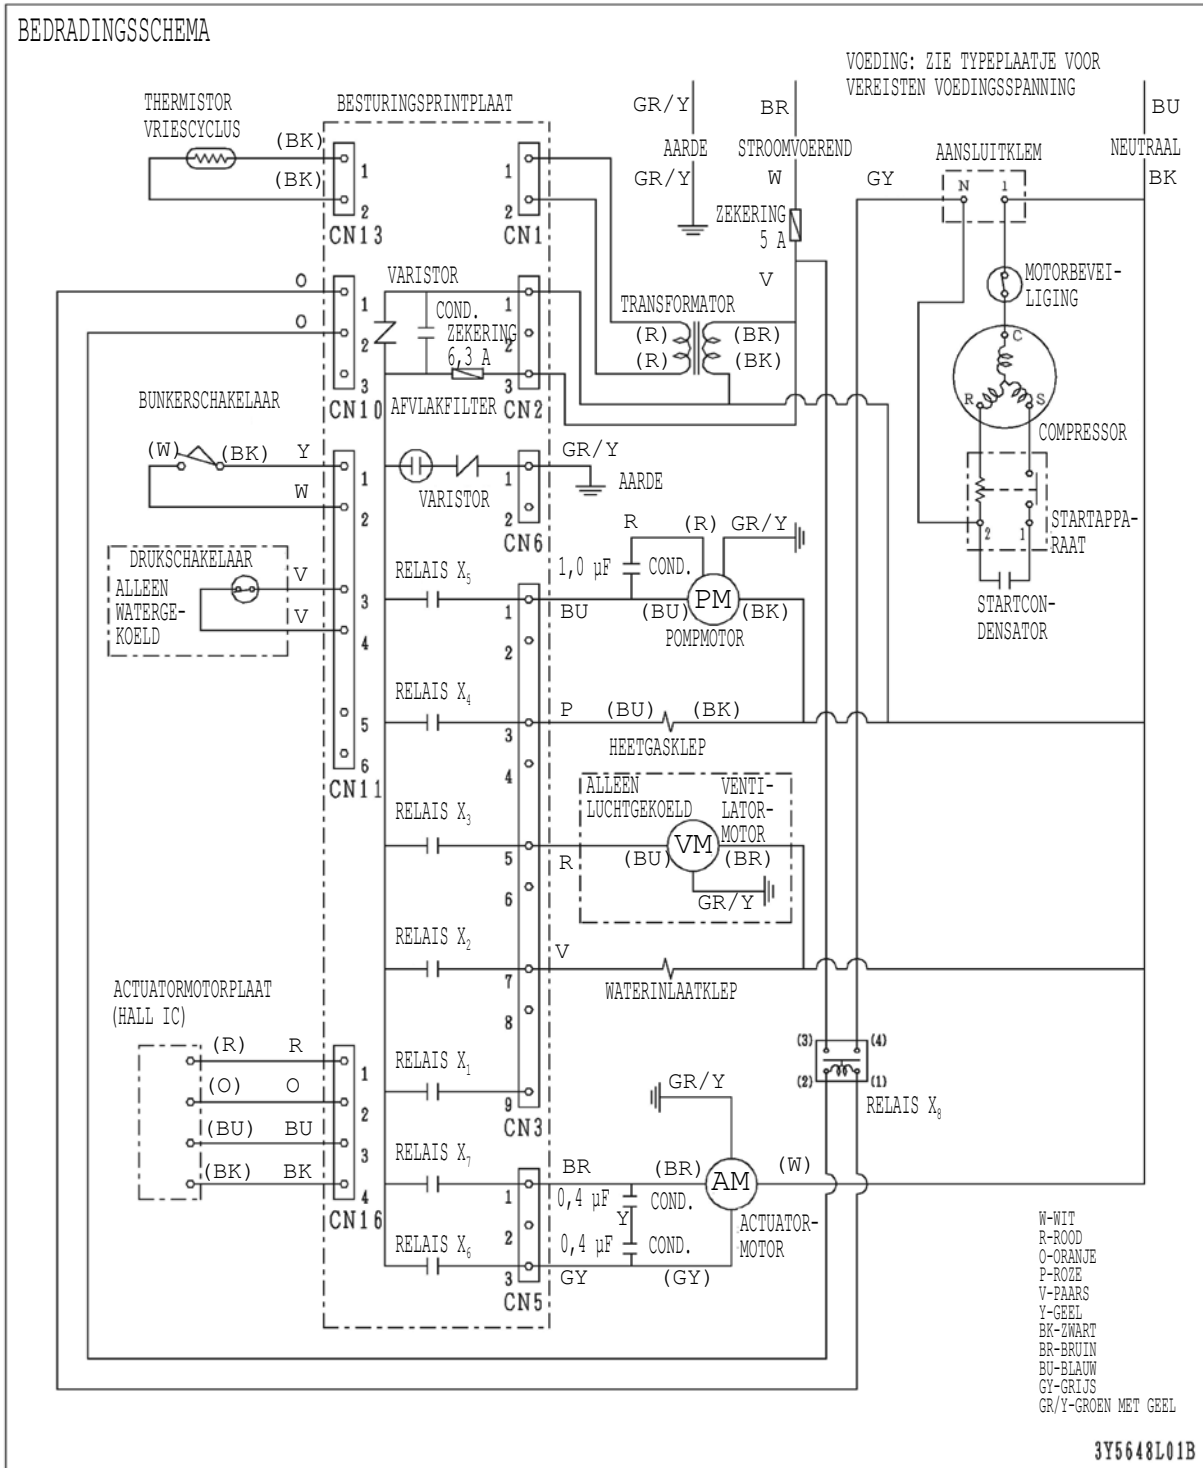 BEDRADINGSSCHEMA
VOEDING: ZIE TYPEPLAATJE VOOR
VEREISTEN VOEDINGSSPANNING
THERMISTOR
VRIESCYCLUS
(BK)
(BK)
BESTURINGSPRINTPLAAT
1
2
CN13
1
2
CN1
GR/Y
AARDE
GR/Y
BR
STROOMVOEREND
W
ZEKERING
5 A
V
AANSLUITKLEM
GY
N
1
BU
NEUTRAAL
BK
MOTORBEVEI-
LIGING
C
R
S
COMPRESSOR
2
1
STARTAPPA-
RAAT
STARTCON-
DENSATOR
O
O
1
2
3
CN10
VARISTOR
COND.
ZEKERING
6,3 A
AFVLAKFILTER
1
2
3
CN2
TRANSFORMATOR
(R)
(R)
(BR)
(BK)
BUNKERSCHAKELAAR
(W)
(BK)
Y
W
1
2
VARISTOR
1
2
CN6
GR/Y
AARDE
DRUKSCHAKELAAR
ALLEEN
WATERGE-
KOELD
V
V
3
4
5
6
CN11
RELAIS X5
1
2
R
(R)
GR/Y
1,0 µF
COND.
BU
(BU)
PM
(BK)
POMPMOTOR
RELAIS X4
3
4
P
(BU)
(BK)
HEETGASKLEP
RELAIS X3
5
6
R
ALLEEN
LUCHTGEKOELD
VENTI-
LATOR-
MOTOR
(BU)
VM
(BR)
GR/Y
RELAIS X2
7
8
V
WATERINLAATKLEP
ACTUATORMOTORPLAAT
(HALL IC)
(R)
R
(O)
O
(BU)
BU
(BK)
BK
1
2
3
4
CN16
RELAIS X1
9
CN3
(3)
(4)
(2)
(1)
RELAIS X8
RELAIS X7
1
2
3
CN5
RELAIS X6
GR/Y
BR
(BR)
AM
(W)
0,4 µF
COND.
Y
0,4 µF
COND.
GY
(GY)
ACTUATOR-
MOTOR
W-WIT
R-ROOD
O-ORANJE
P-ROZE
V-PAARS
Y-GEEL
BK-ZWART
BR-BRUIN
BU-BLAUW
GY-GRIJS
GR/Y-GROEN MET GEEL
3Y5648L01B